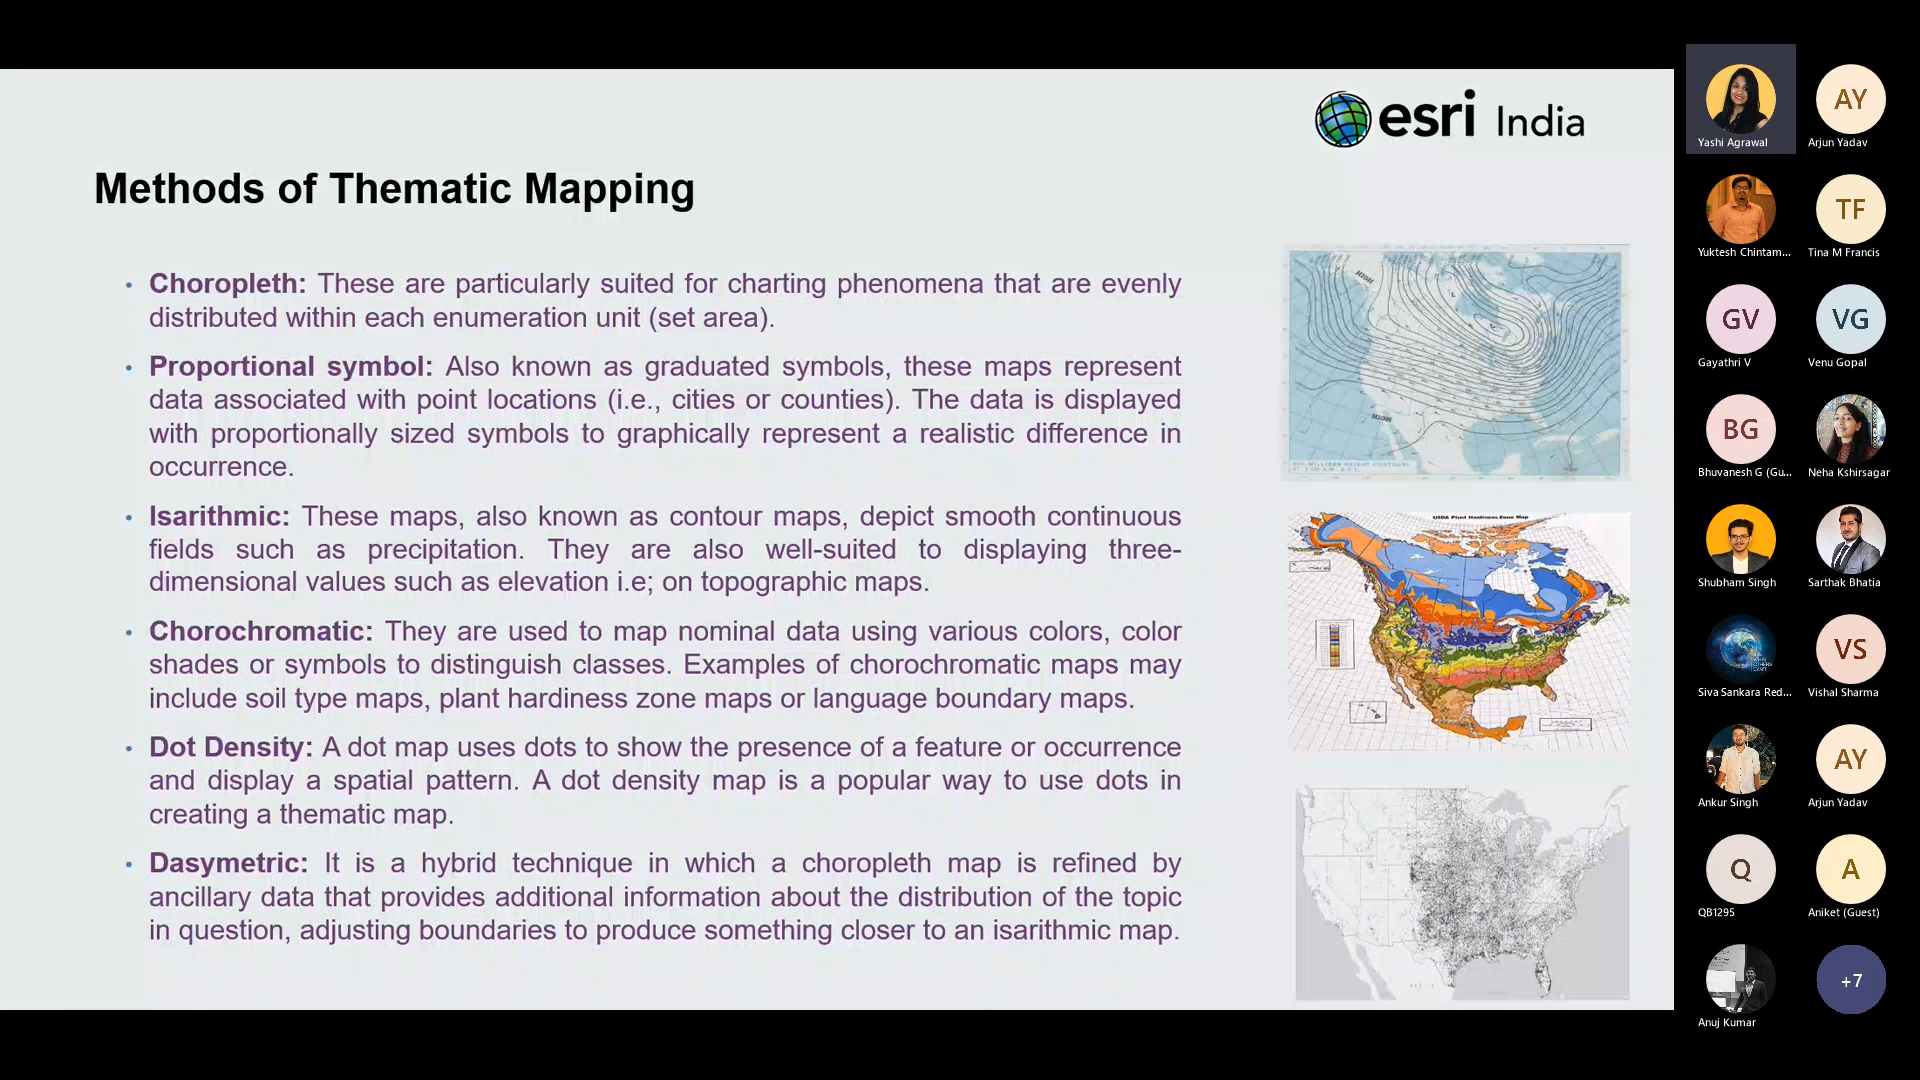 esri India
Methods of Thematic Mapping
• Choropleth: These are particularly suited for charting phenomena that are evenly
distributed within each enumeration unit (set area).
• Proportional symbol: Also known as graduated symbols, these maps represent
data associated with point locations (i.e., cities or counties). The data is displayed
with proportionally sized symbols to graphically represent a realistic difference in
occurrence.
• Isarithmic: These maps, also known as contour maps, depict smooth continuous
fields such as precipitation. They are also well-suited to displaying three-
dimensional values such as elevation i.e; on topographic maps.
• Chorochromatic: They are used to map nominal data using various colors, color
shades or symbols to distinguish classes. Examples of chorochromatic maps may
include soil type maps, plant hardiness zone maps or language boundary maps.
• Dot Density: A dot map uses dots to show the presence of a feature or occurrence
and display a spatial pattern. A dot density map is a popular way to use dots in
creating a thematic map.
• Dasymetric: It is a hybrid technique in which a choropleth map is refined by
ancillary data that provides additional information about the distribution of the topic
in question, adjusting boundaries to produce something closer to an isarithmic map.
HIGH
L
HIGH
USDA Plant Hardiness Zone Map
AY
Yashi Agrawal
Arjun Yadav
TF
Yuktesh Chintam...
Tina M Francis
GV
VG
Gayathri V
Venu Gopal
BG
Bhuvanesh G (Gu...
Neha Kshirsagar
Shubham Singh
Sarthak Bhatia
VS
Siva Sankara Red...
Vishal Sharma
AY
Ankur Singh
Arjun Yadav
Q
A
QB1295
Aniket (Guest)
+7
Anuj Kumar